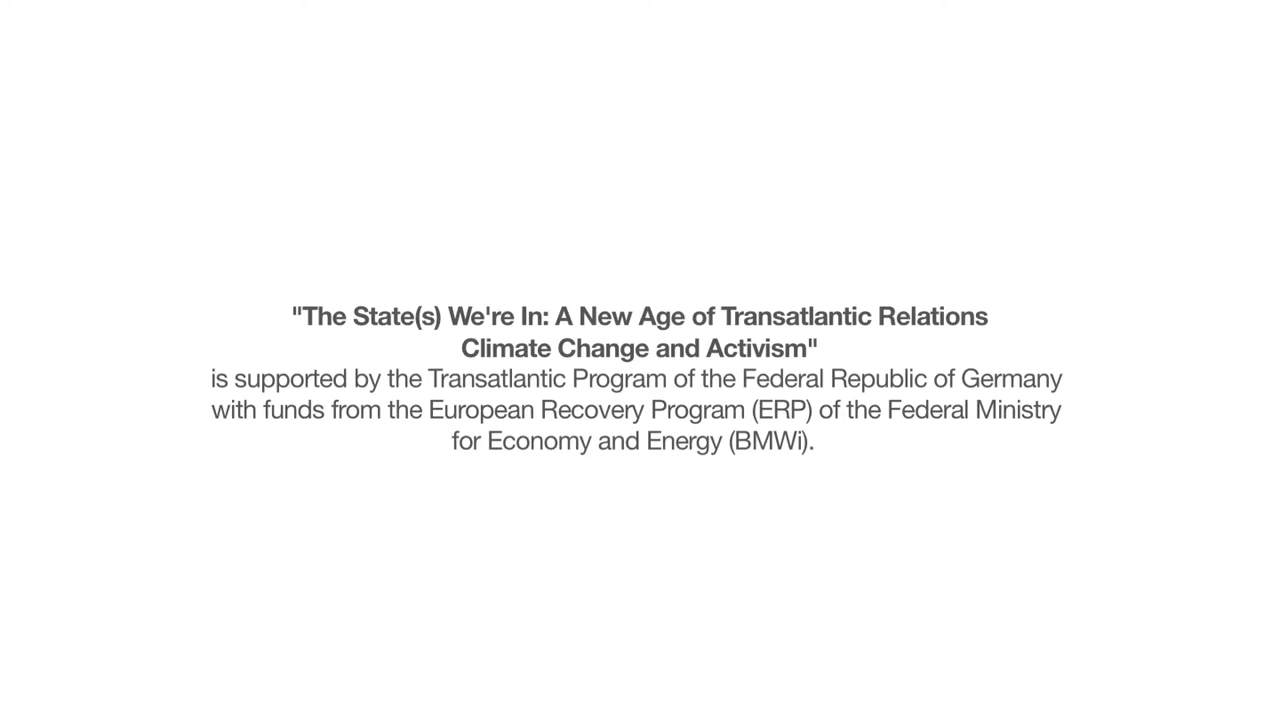 "The State(s) We're In: A New Age of Transatlantic Relations
Climate Change and Activism"
is supported by the Transatlantic Program of the Federal Republic of Germany
with funds from the European Recovery Program (ERP) of the Federal Ministry
for Economy and Energy (BMWi).